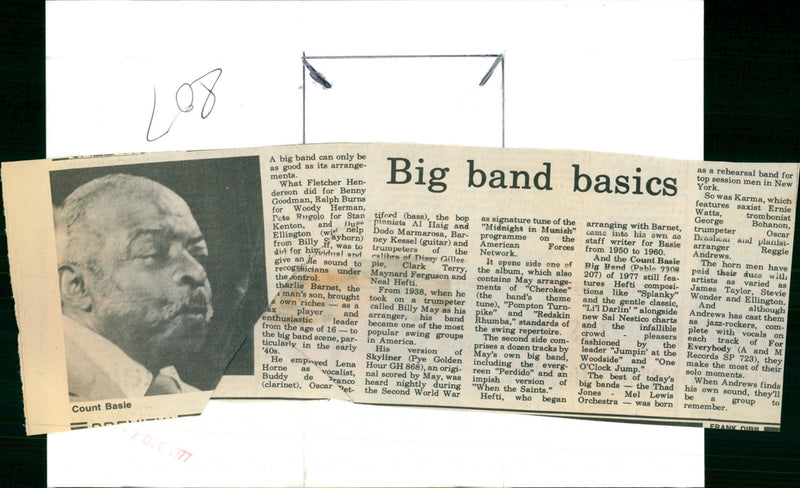 L08
Big band basics
A big band can only be
as good as its arrange-
ments.
What Fletcher Hen-
derson did for Benny
Goodman, Ralph Burns
for Woody Herman,
Pete Rugolo for Stan
Kenton, and
Ellington
from Billy
did for
give an
recog
the control.
Charlie Barnet, the
man's son, brought
own riches — as
ax player and
enthusiastic leader
from the age of 16 — to
the big band scene, par-
ticularly in the early
'40s.
He employed Lena
Horne as vocalist,
Buddy de Franco
(clarinet), Oscar Pet-
tiford (bass), the bop
pianists Al Haig and
Dodo Marmarosa, Bar-
ney Kessel (guitar) and
trumpeters of the
calibre of Dizzy Gilles-
pie, Clark Terry,
Maynard Ferguson and
Neal Hefti.
From 1938, when he
took on a trumpeter
called Billy May as his
arranger, his band
became one of the most
popular swing groups
in America.
His version of
Skyliner (Pye Golden
Hour GH 868), an origi-
nal scored by May, was
heard nightly during
the Second World War
as signature tune of the
"Midnight in Munich"
programme on the
American Forces
Network.
It opens side one of
the album, which also
contains May arrange-
ments of "Cherokee"
(the band's theme
tune), "Pompton Turn-
pike" and "Redskin
Rhumba," standards of
the swing repertoire.
The second side com-
prises a dozen tracks by
May's own big band,
including the ever-
green "Perdido" and an
impish version of
"When the Saints."
Hefti, who began
arranging with Barnet,
came into his own as
staff writer for Basie
from 1950 to 1960.
And the Count Basie
Big Band (Pablo 2308
207) of 1977 still fea-
tures Hefti composi-
tions like "Splanky"
and the gentle classic,
"Li'l Darlin'" alongside
new Sal Nestico charts
and the infallible
crowd - pleasers
fashioned by the
leader "Jumpin' at the
Woodside" and "One
O'Clock Jump."
The best of today's
big bands — the Thad
Jones - Mel Lewis
Orchestra — was born
as a rehearsal band for
top session men in New
York.
So was Karma, which
features saxist Ernie
Watts, trombonist
George Bohanon,
trumpeter Oscar
Brashear and pianist-
arranger Reggie
Andrews.
The horn men have
paid their dues with
artists as varied as
James Taylor, Stevie
Wonder and Ellington.
And although
Andrews has cast them
as jazz-rockers, com-
plete with vocals on
each track of For
Everybody (A and M
Records SP 723), they
make the most of their
solo moments.
When Andrews finds
his own sound, they'll
be a group to
remember.
Count Basie
2 DEC 1977